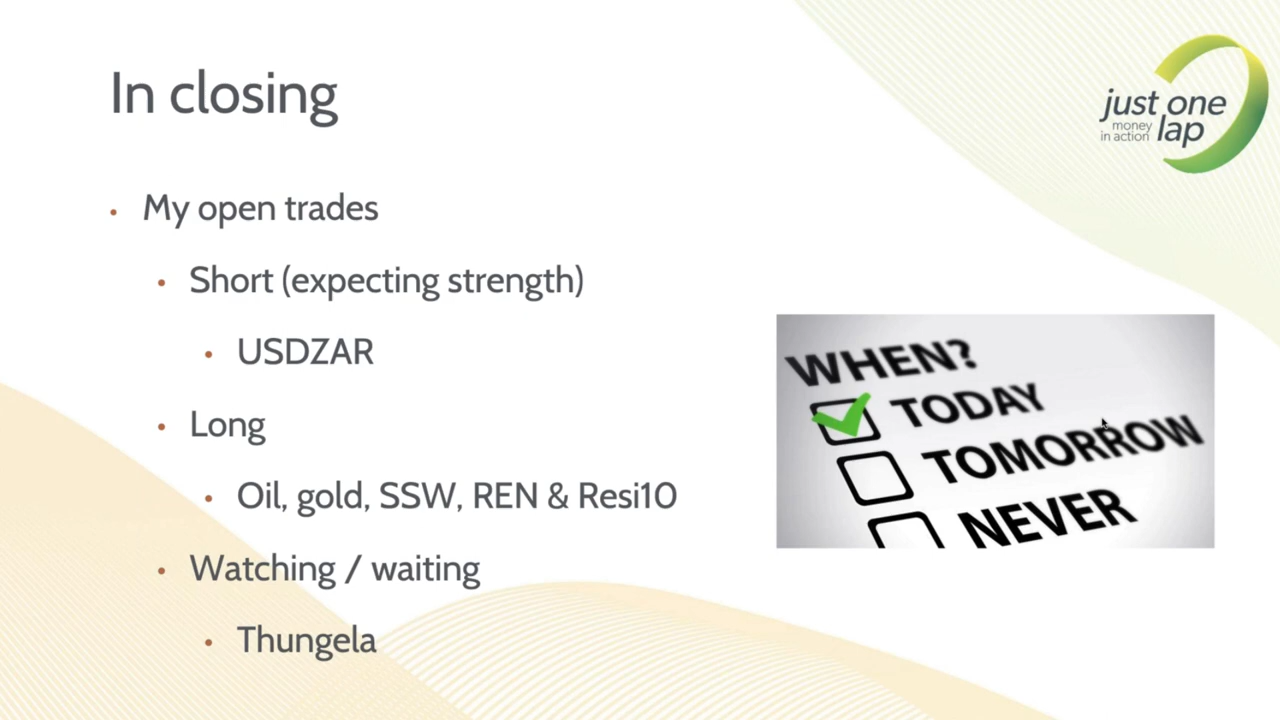 In closing
just one
money
in action lap
My open trades
Short (expecting strength)
USDZAR
Long
Oil, gold, SSW, REN & Resi10
Watching / waiting
Thungela
WHEN?
TODAY
TOMORROW
NEVER